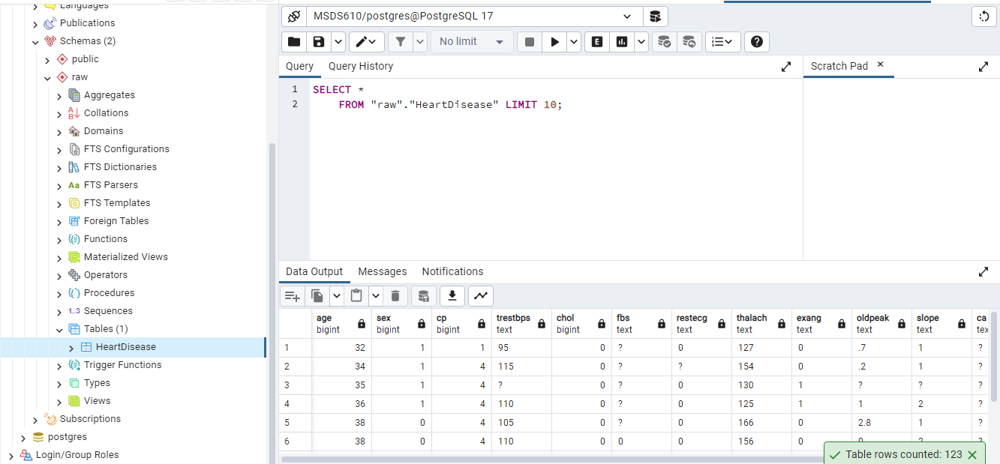 Languages
Publications
Schemas (2)
public
raw
Aggregates
Collations
Domains
FTS Configurations
FTS Dictionaries
Aa FTS Parsers
FTS Templates
Foreign Tables
Functions
Materialized Views
Operators
Procedures
1..3 Sequences
Tables (1)
HeartDisease
Trigger Functions
Types
Views
Subscriptions
postgres
Login/Group Roles
MSDS610/postgres@PostgreSQL 17
No limit
E
Query Query History
Scratch Pad ×
1 SELECT *
2 FROM "raw"."HeartDisease" LIMIT 10;
Data Output Messages Notifications
age sex cp trestbps chol fbs restecg thalach exang oldpeak slope ca
bigint bigint bigint text bigint text text text text text text
1 32 1 1 95 0 ? 0 127 0 .7 1 ?
2 34 1 4 115 0 ? ? 154 0 .2 1 ?
3 35 1 4 ? 0 ? 0 130 1 ? ? ?
4 36 1 4 110 0 ? 0 125 1 1 2 ?
5 38 0 4 105 0 ? 0 166 0 2.8 1 ?
6 38 0 4 110 0 0 0 156 0 0 2 ?
Table rows counted: 123